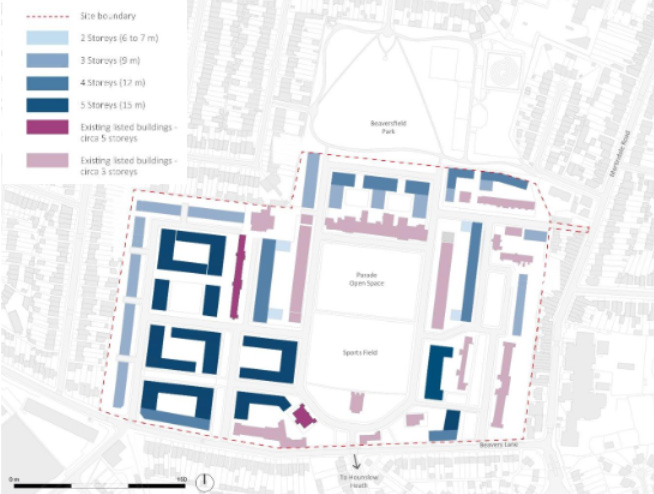 Site boundary
2 Storeys (6 to 7 m)
3 Storeys (9 m)
4 Storeys (12 m)
5 Storeys (15 m)
Existing listed buildings -
circa 5 storeys
Existing listed buildings -
circa 3 storeys
Beaversfield
Park
Martindale Road
Parade
Open Space
Sports Field
Beavers Lane
To Hounslow
Heath
0 m
100